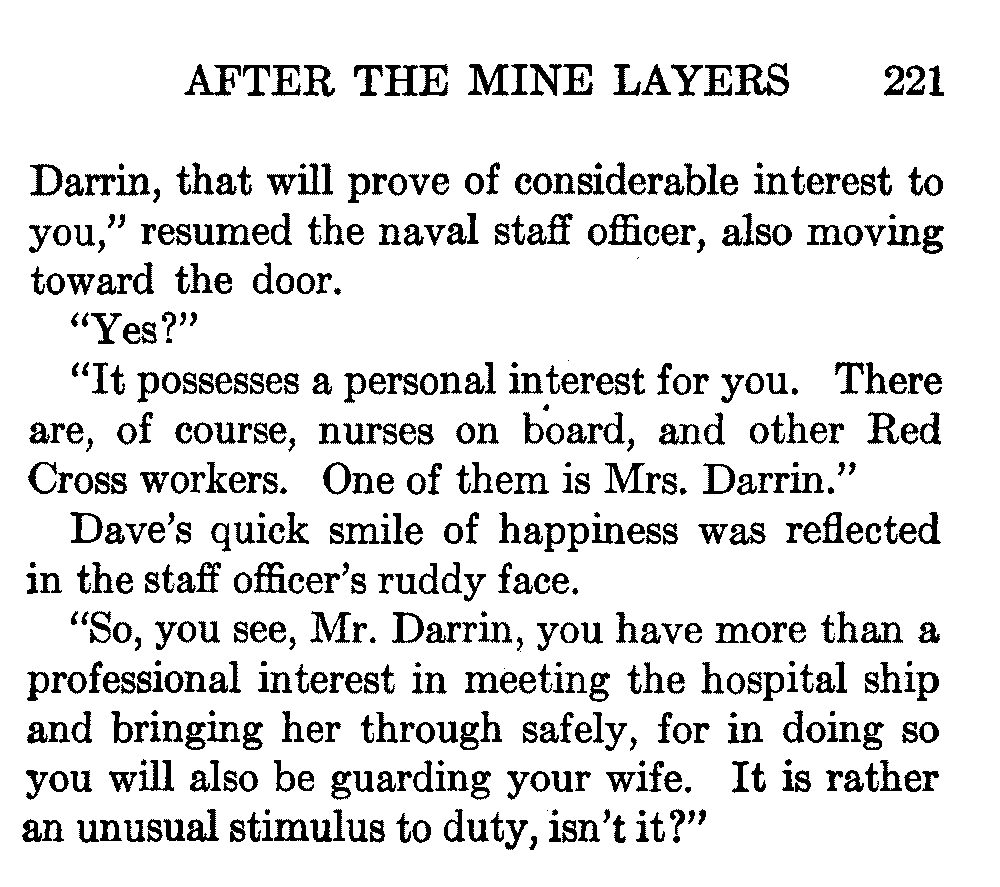 AFTER THE MINE LAYERS 221
Darrin, that will prove of considerable interest to
you,” resumed the naval staff officer, also moving
toward the door.
“Yes?”
“It possesses a personal interest for you. There
are, of course, nurses on board, and other Red
Cross workers. One of them is Mrs. Darrin.”
Dave’s quick smile of happiness was reflected
in the staff officer’s ruddy face.
“So, you see, Mr. Darrin, you have more than a
professional interest in meeting the hospital ship
and bringing her through safely, for in doing so
you will also be guarding your wife. It is rather
an unusual stimulus to duty, isn’t it?”